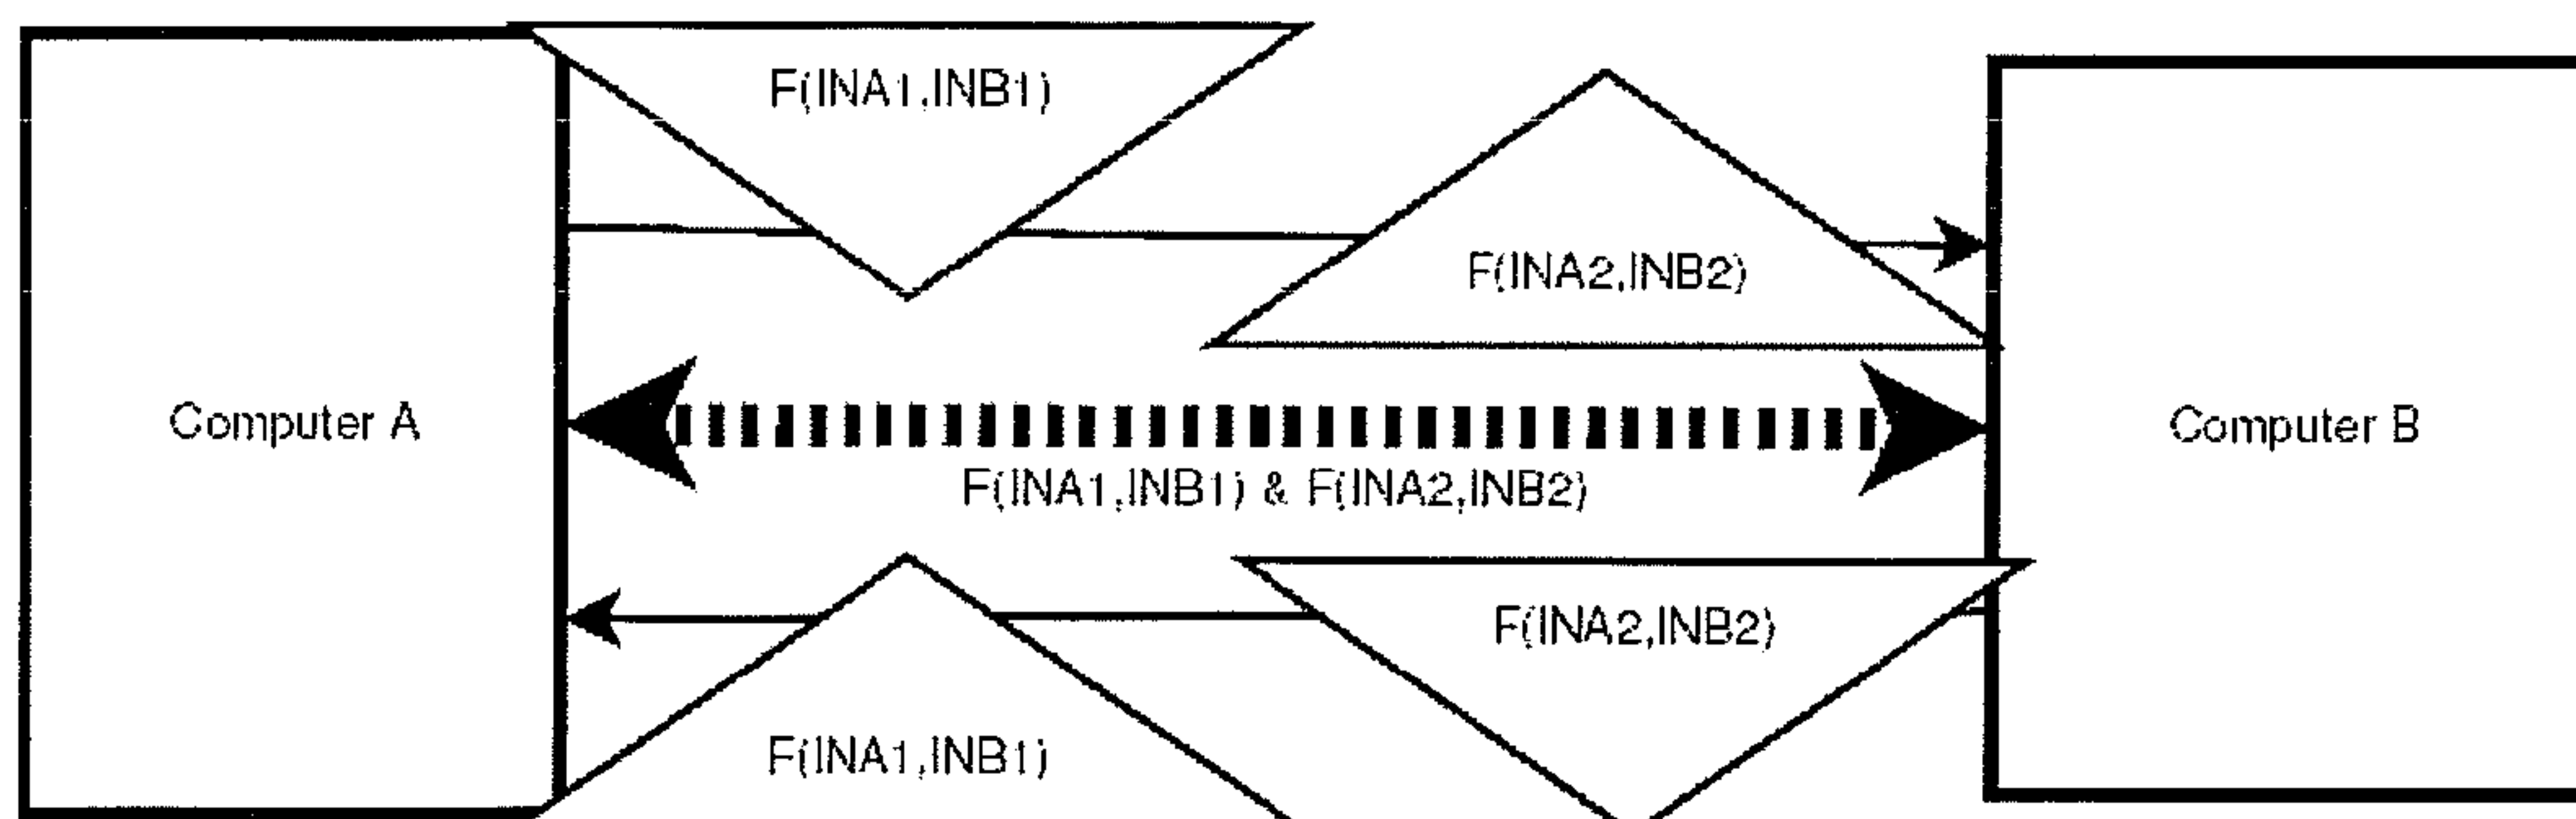 F(INA1,INB1)
F(INA2,INB2)
Computer A
Computer B
F(INA1,INB1) & F(INA2,INB2)
F(INA2,INB2)
F(INA1,INB1)